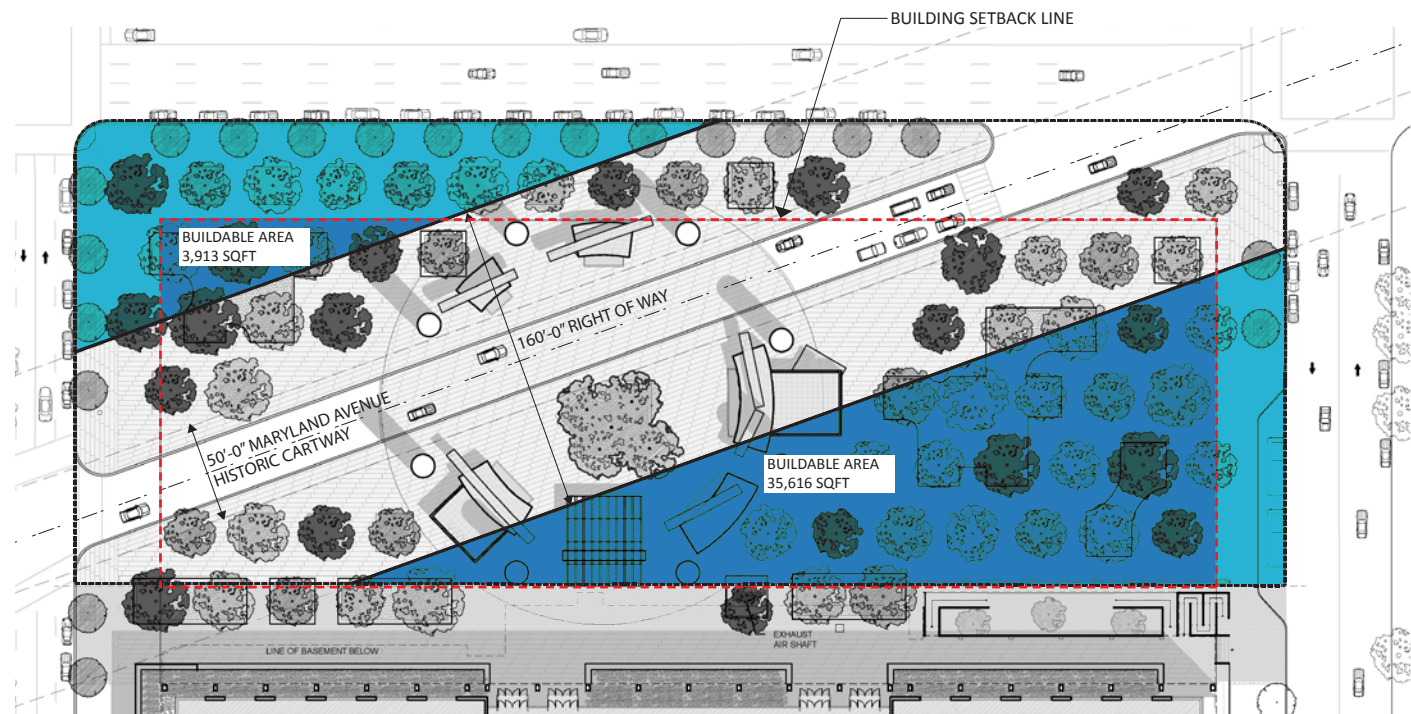 BUILDING SETBACK LINE
BUILDABLE AREA
3,913 SQFT
160'-0" RIGHT OF WAY
50'-0" MARYLAND AVENUE
HISTORIC CARTWAY
BUILDABLE AREA
35,616 SQFT
EXHAUST
AIR SHAFT
LINE OF BASEMENT BELOW